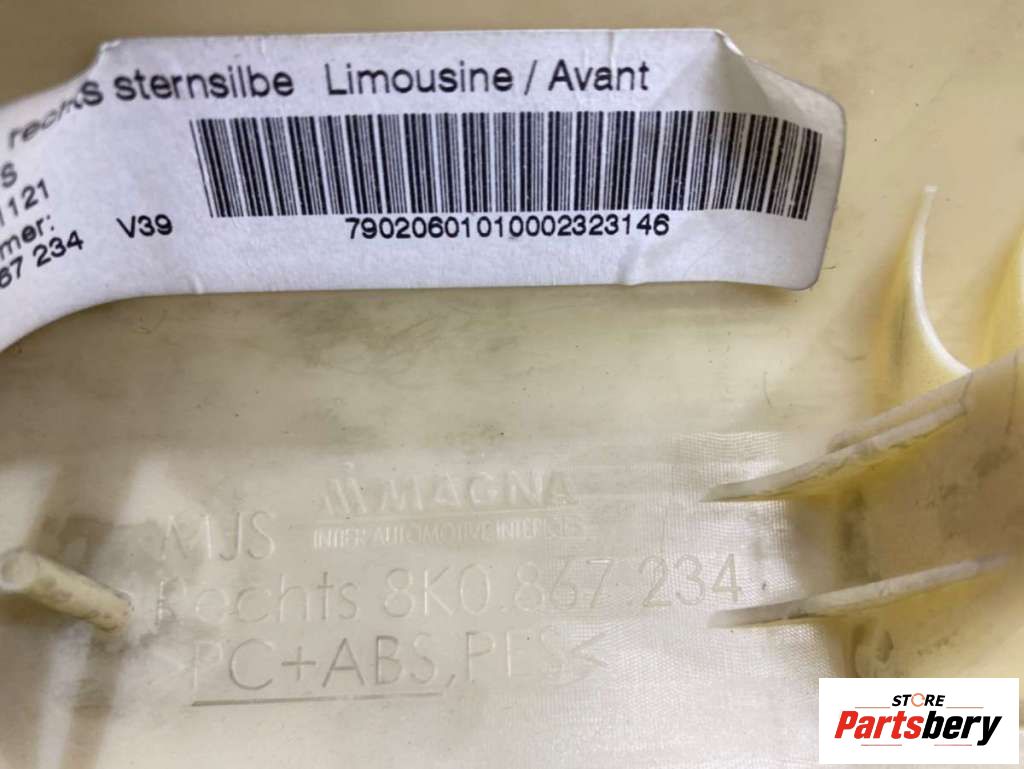 rechts sternsilbe Limousine / Avant
S
1121
mer:
67 234
V39
79020601010002323146
MAGNA
INTIER AUTOMOTIVE INTERIORS
MJS
Rechts 8K0.867.234
>PC+ABS,PES<
STORE
Partsbery